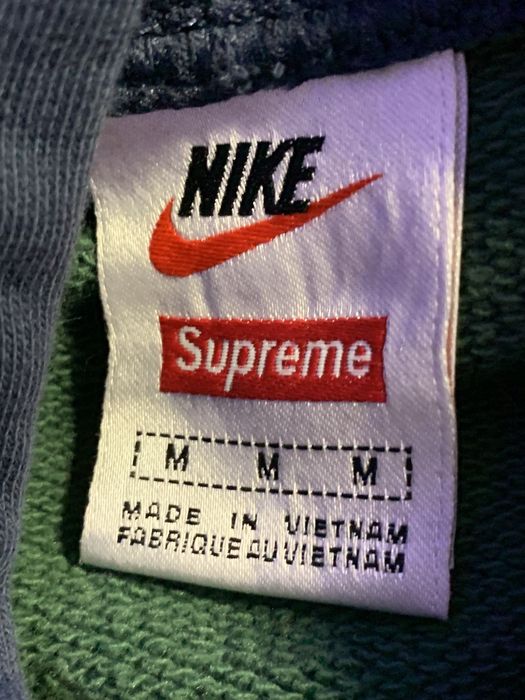 NIKE
Supreme
M M M
MADE IN VIETNAM
FABRIQUE AU VIETNAM